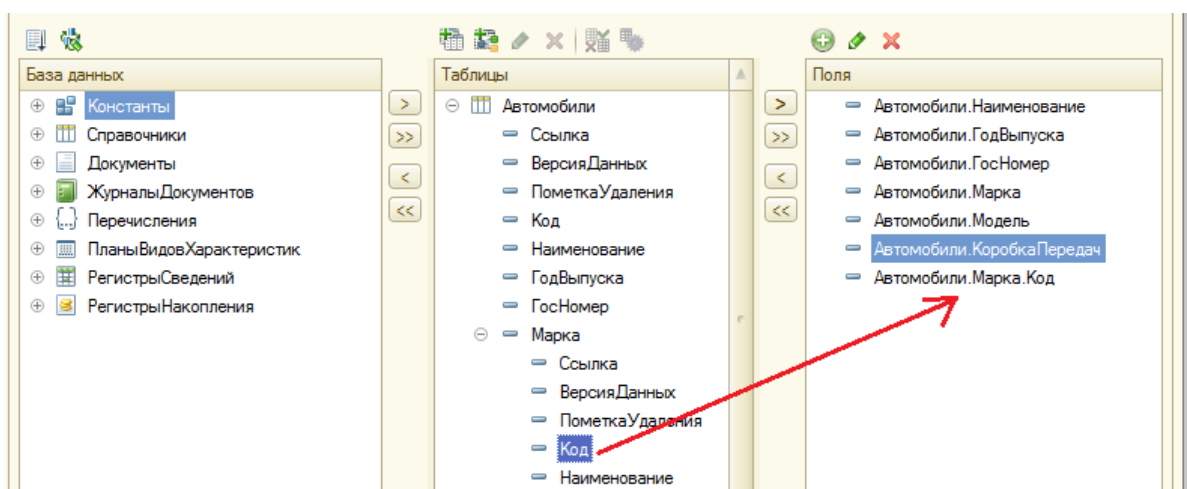 База данных
Константы
Справочники
Документы
ЖурналыДокументов
Перечисления
ПланыВидовХарактеристик
РегистрыСведений
РегистрыНакопления
>
>>
<
<<
Таблицы
Автомобили
Ссылка
ВерсияДанных
ПометкаУдаления
Код
Наименование
ГодВыпуска
ГосНомер
Марка
Ссылка
ВерсияДанных
ПометкаУдаления
Код
Наименование
>
>>
<
<<
Поля
Автомобили.Наименование
Автомобили.ГодВыпуска
Автомобили.ГосНомер
Автомобили.Марка
Автомобили.Модель
Автомобили.КоробкаПередач
Автомобили.Марка.Код